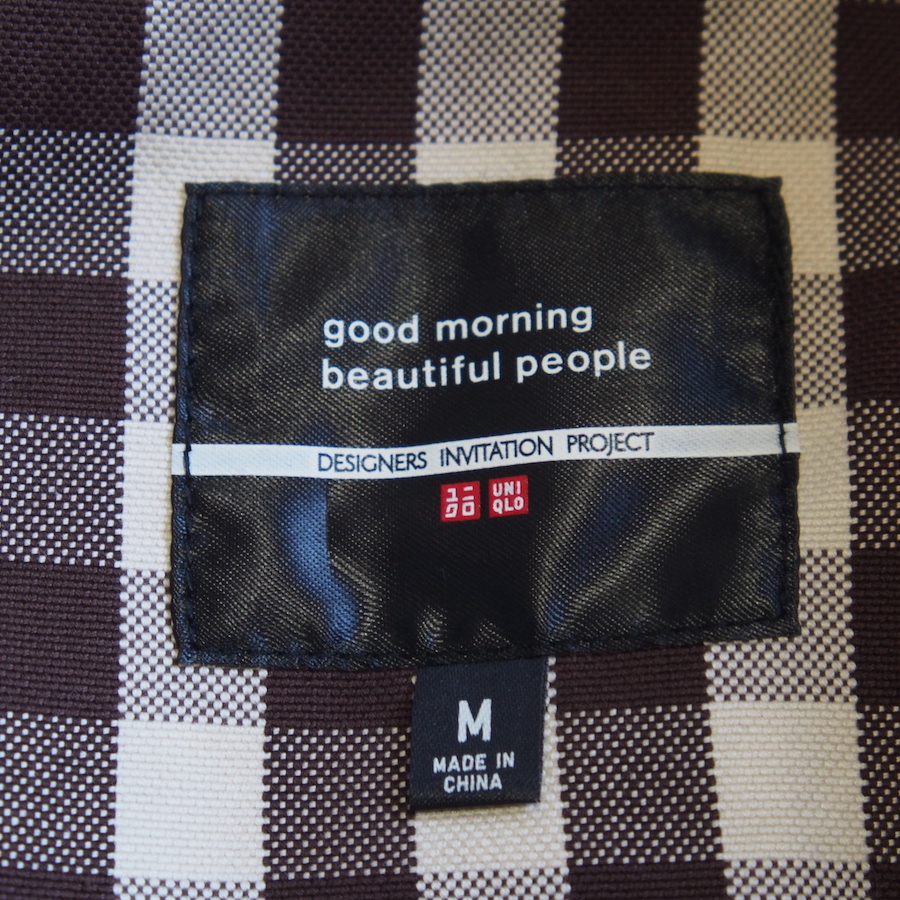 good morning
beautiful people
DESIGNERS INVITATION PROJECT
ユニ UNI
クロ QLO
M
MADE IN
CHINA